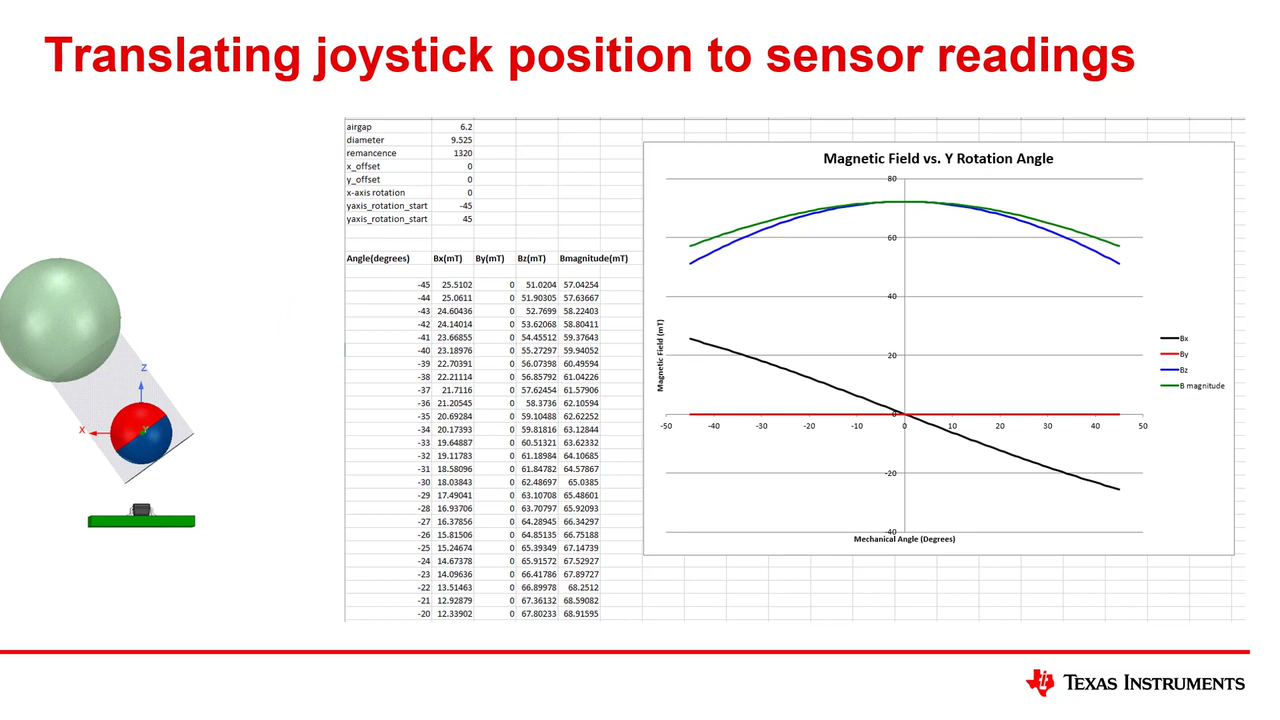 Translating joystick position to sensor readings
airgap 6.2
diameter 9.525
remancence 1320
x_offset 0
y_offset 0
x-axis rotation 0
yaxis_rotation_start -45
yaxis_rotation_start 45
Angle(degrees) Bx(mT) By(mT) Bz(mT) Bmagnitude(mT)
-45 25.5102 0 51.0204 57.04254
-44 25.0611 0 51.90305 57.63667
-43 24.60436 0 52.7699 58.22403
-42 24.14014 0 53.62068 58.80411
-41 23.66855 0 54.45512 59.37643
-40 23.18976 0 55.27297 59.94052
-39 22.70391 0 56.07398 60.49594
-38 22.21114 0 56.85792 61.04226
-37 21.7116 0 57.62454 61.57906
-36 21.20545 0 58.3736 62.10594
-35 20.69284 0 59.10488 62.62252
-34 20.17393 0 59.81816 63.12844
-33 19.64887 0 60.51321 63.62332
-32 19.11783 0 61.18984 64.10685
-31 18.58096 0 61.84782 64.57867
-30 18.03843 0 62.48697 65.0385
-29 17.49041 0 63.10708 65.48601
-28 16.93706 0 63.70797 65.92093
-27 16.37856 0 64.28945 66.34297
-26 15.81506 0 64.85135 66.75188
-25 15.24674 0 65.39349 67.14739
-24 14.67378 0 65.91572 67.52927
-23 14.09636 0 66.41786 67.89727
-22 13.51463 0 66.89978 68.2512
-21 12.92879 0 67.36132 68.59082
-20 12.33902 0 67.80233 68.91595
Magnetic Field vs. Y Rotation Angle
80
60
40
20
0
-20
-40
-50 -40 -30 -20 -10 0 10 20 30 40 50
Magnetic Field (mT)
Mechanical Angle (Degrees)
Bx
By
Bz
B magnitude
Z
X
Y
TEXAS INSTRUMENTS